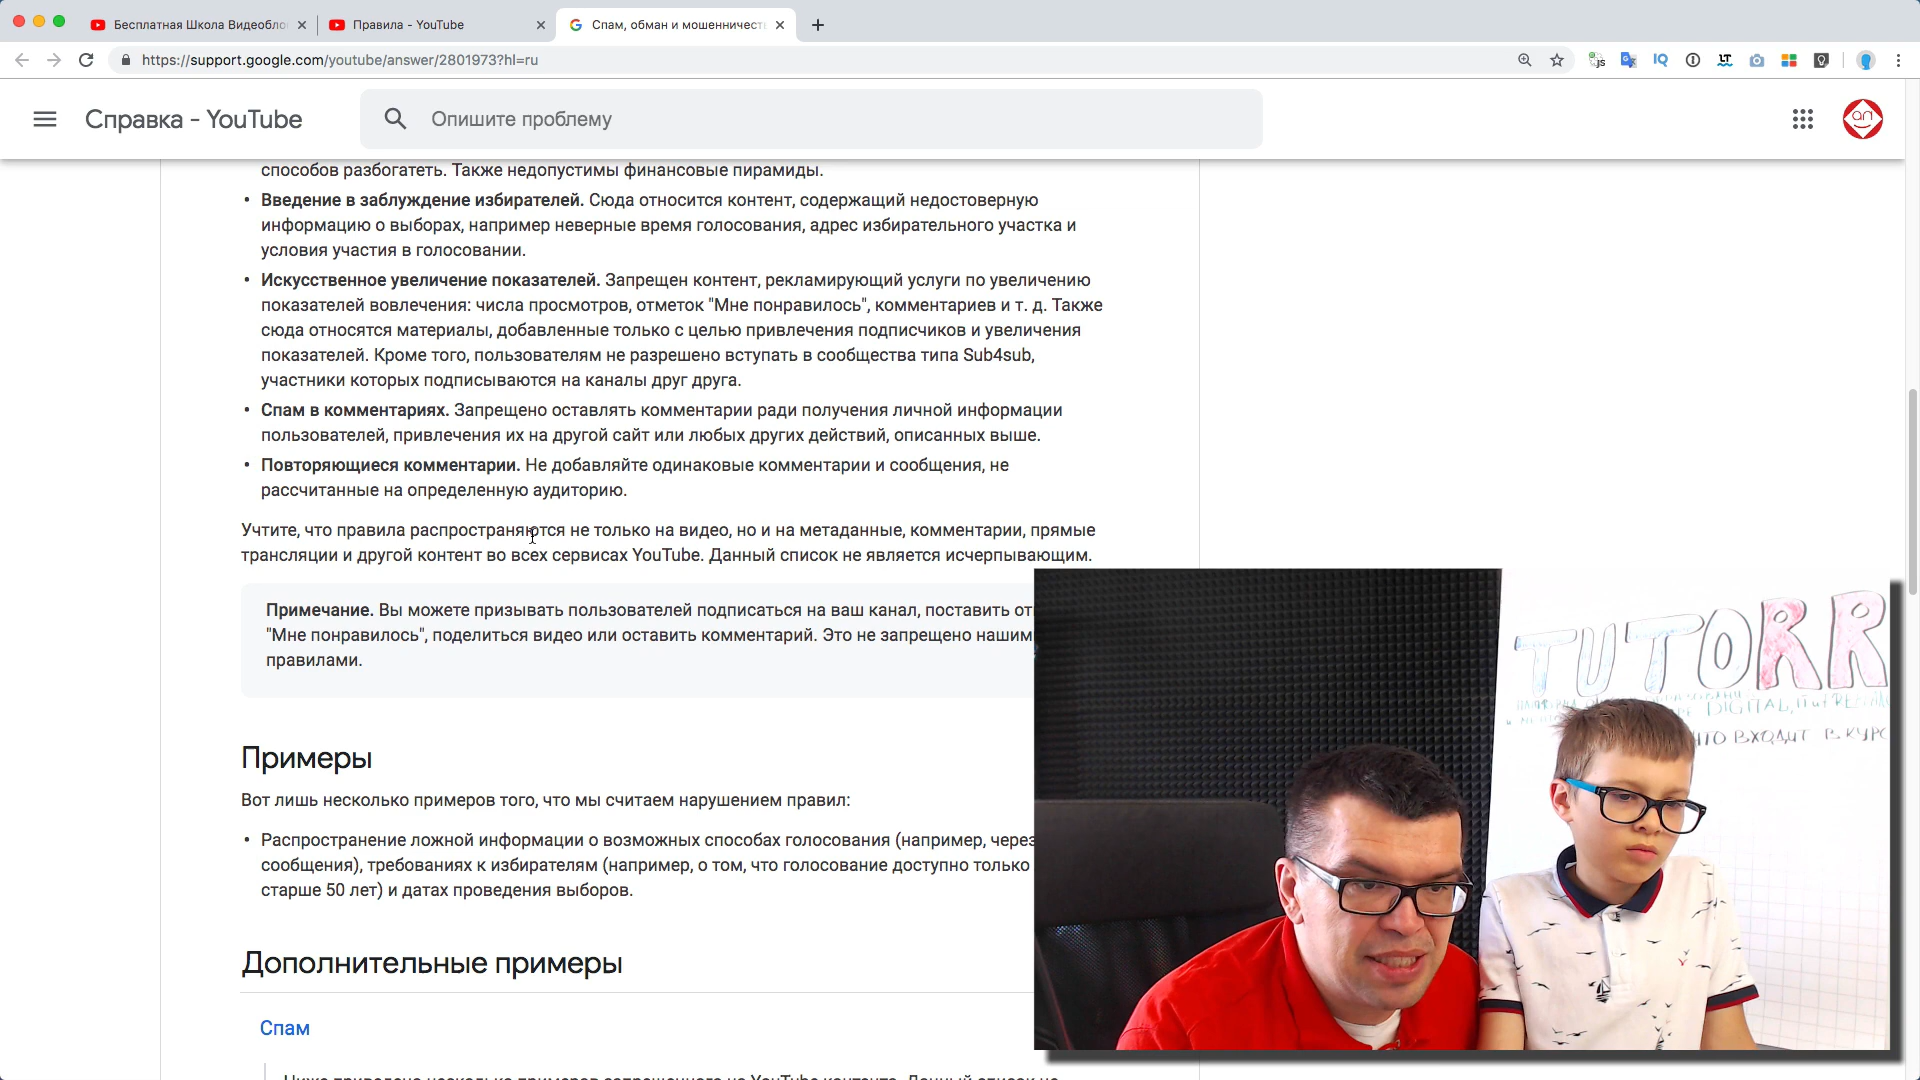 Бесплатная Школа Видеобло
Правила - YouTube
Спам, обман и мошенничест
https://support.google.com/youtube/answer/2801973?hl=ru
Справка - YouTube
Опишите проблему
способов разбогатеть. Также недопустимы финансовые пирамиды.
• Введение в заблуждение избирателей. Сюда относится контент, содержащий недостоверную
информацию о выборах, например неверные время голосования, адрес избирательного участка и
условия участия в голосовании.
• Искусственное увеличение показателей. Запрещен контент, рекламирующий услуги по увеличению
показателей вовлечения: числа просмотров, отметок "Мне понравилось", комментариев и т. д. Также
сюда относятся материалы, добавленные только с целью привлечения подписчиков и увеличения
показателей. Кроме того, пользователям не разрешено вступать в сообщества типа Sub4sub,
участники которых подписываются на каналы друг друга.
• Спам в комментариях. Запрещено оставлять комментарии ради получения личной информации
пользователей, привлечения их на другой сайт или любых других действий, описанных выше.
• Повторяющиеся комментарии. Не добавляйте одинаковые комментарии и сообщения, не
рассчитанные на определенную аудиторию.
Учтите, что правила распространяются не только на видео, но и на метаданные, комментарии, прямые
трансляции и другой контент во всех сервисах YouTube. Данный список не является исчерпывающим.
Примечание. Вы можете призывать пользователей подписаться на ваш канал, поставить от
"Мне понравилось", поделиться видео или оставить комментарий. Это не запрещено нашим
правилами.
Примеры
Вот лишь несколько примеров того, что мы считаем нарушением правил:
• Распространение ложной информации о возможных способах голосования (например, через
сообщения), требованиях к избирателям (например, о том, что голосование доступно только
старше 50 лет) и датах проведения выборов.
Дополнительные примеры
Спам
TUTORR
DIGITAL, IT
ЧТО ВХОДИТ В КУРС